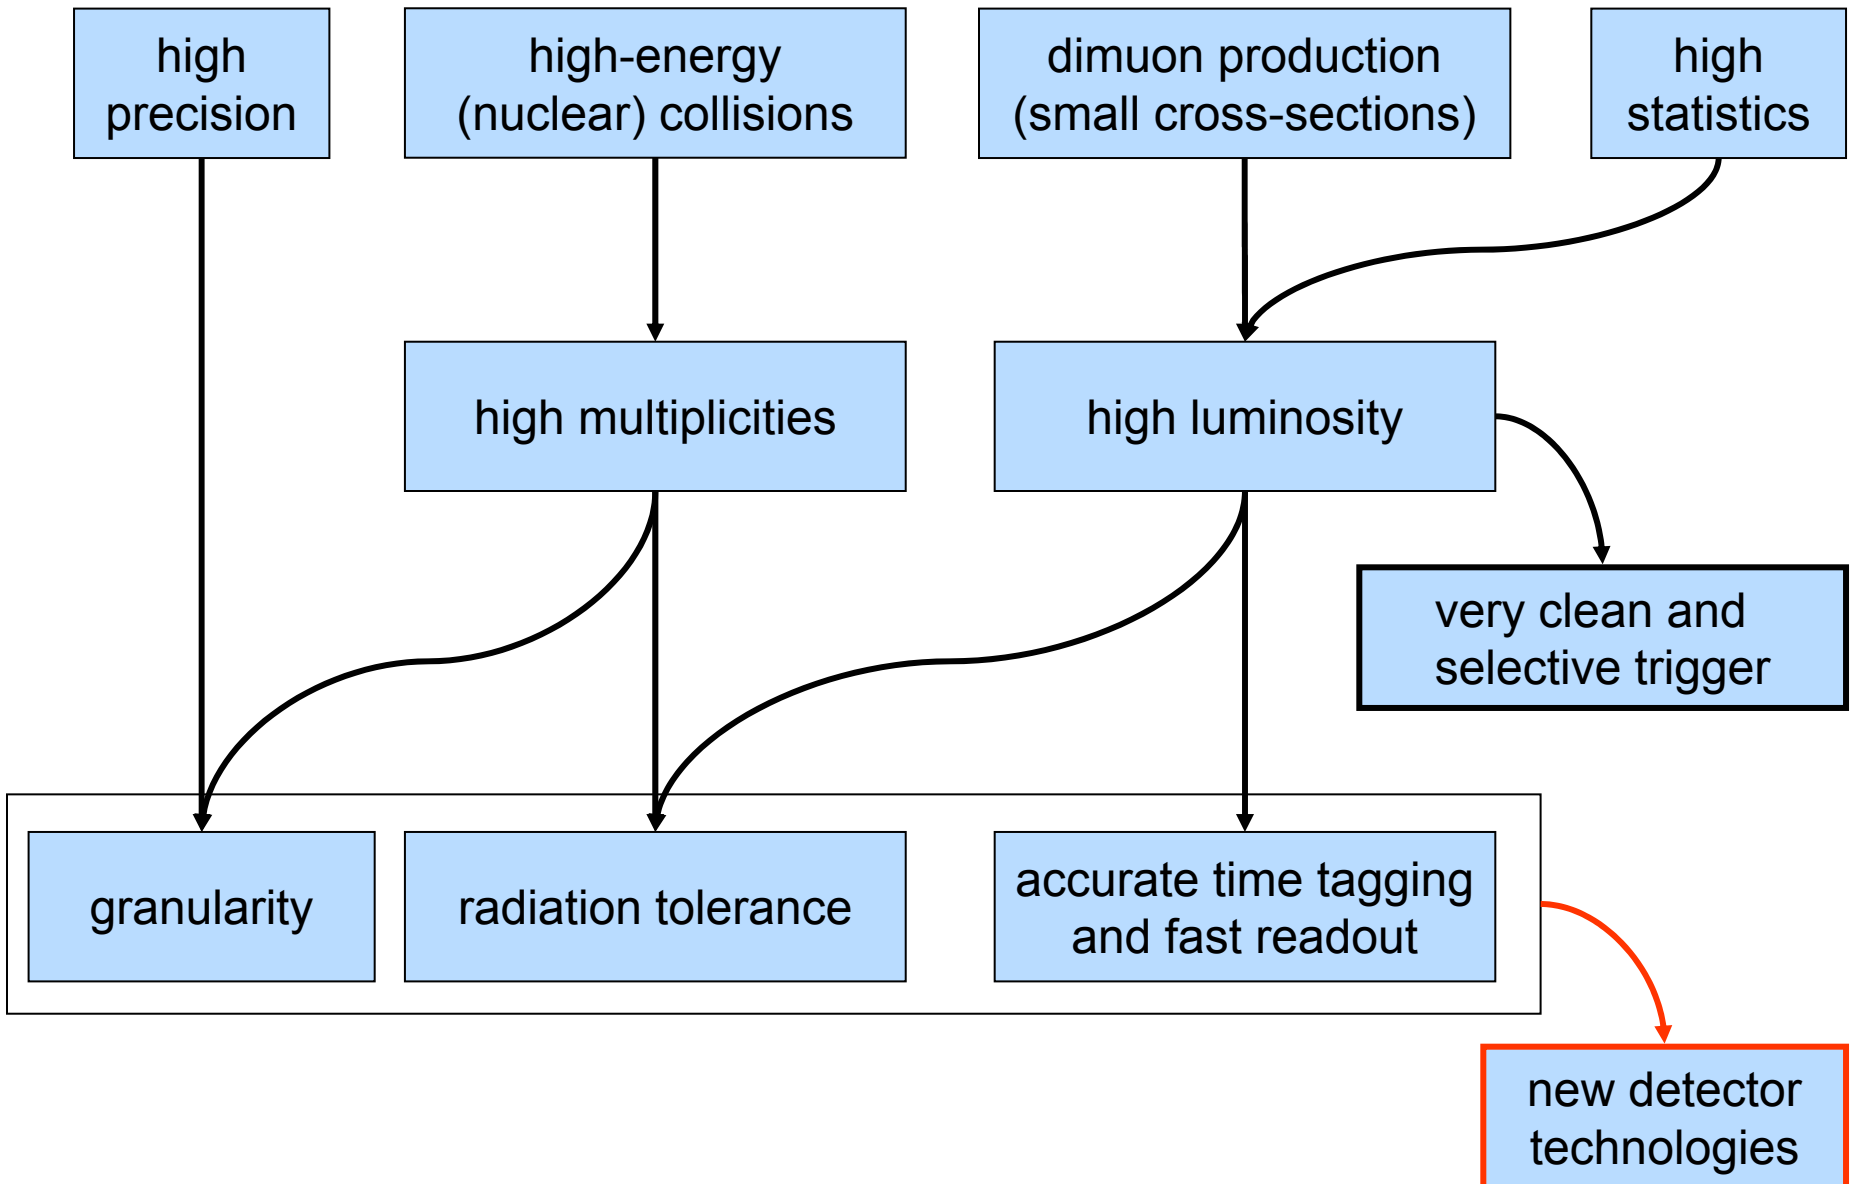 high
precision
high-energy
(nuclear) collisions
dimuon production
(small cross-sections)
high
statistics
high multiplicities
high luminosity
very clean and
selective trigger
granularity
radiation tolerance
accurate time tagging
and fast readout
new detector
technologies